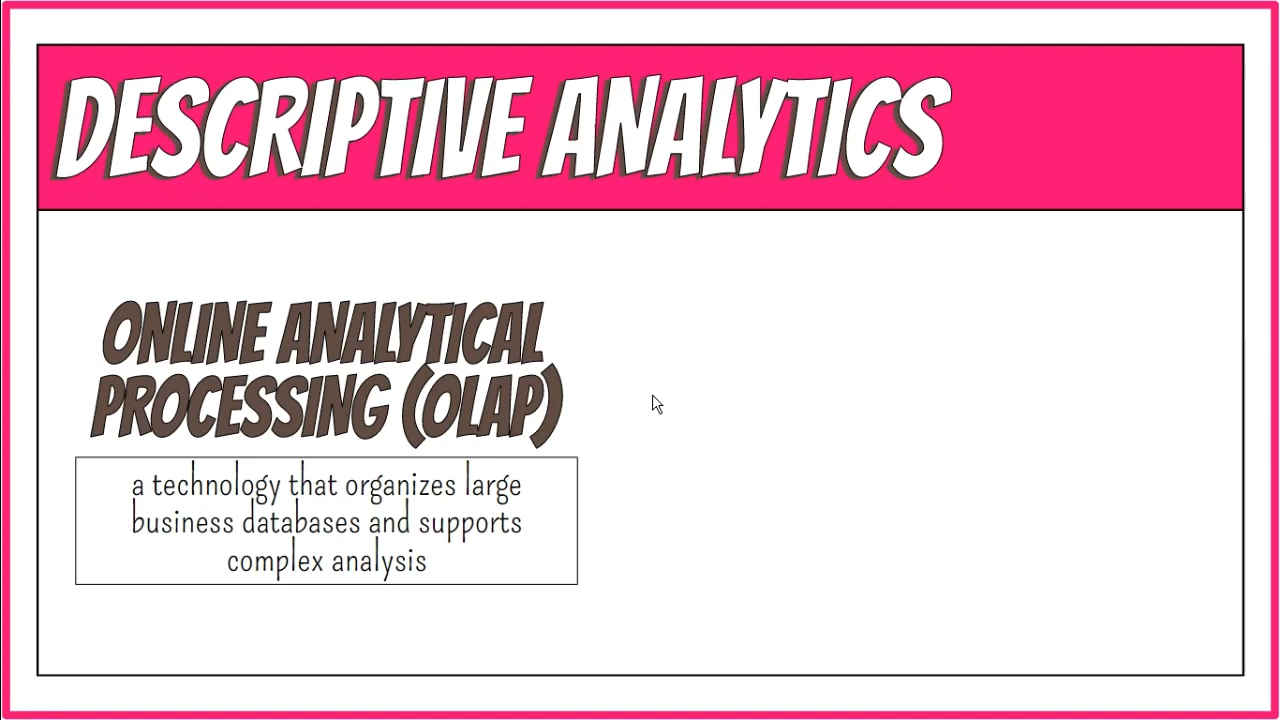 DESCRIPTIVE ANALYTICS
ONLINE ANALYTICAL
PROCESSING (OLAP)
a technology that organizes large
business databases and supports
complex analysis